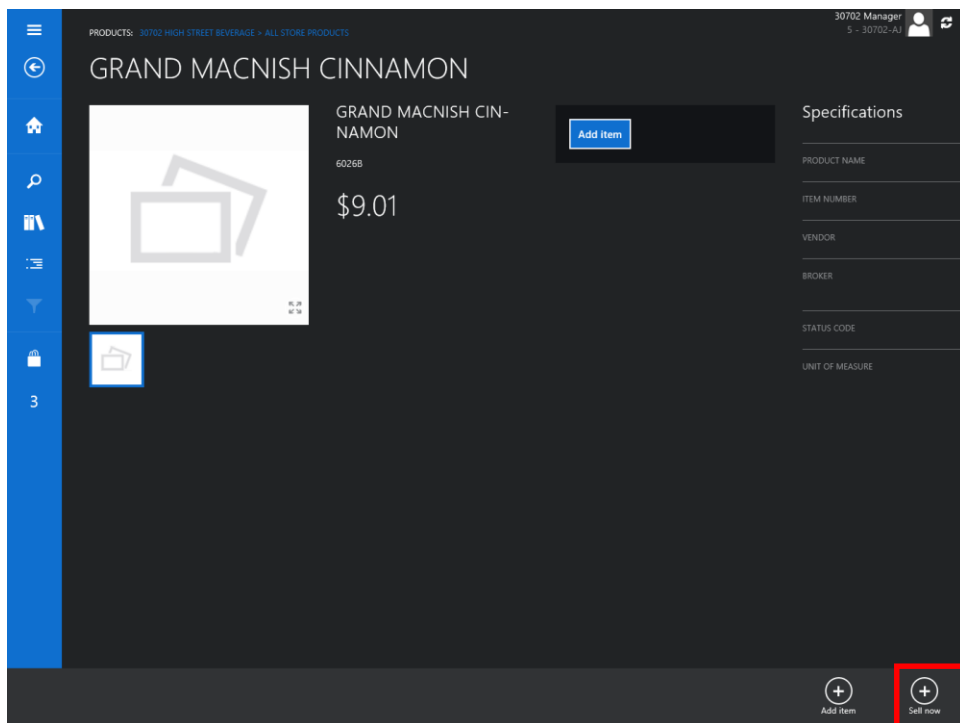 30702 Manager
5 - 30702-AJ
PRODUCTS: 30702 HIGH STREET BEVERAGE > ALL STORE PRODUCTS
GRAND MACNISH CINNAMON
GRAND MACNISH CIN-
NAMON
6026B
$9.01
Add item
Specifications
PRODUCT NAME
ITEM NUMBER
VENDOR
BROKER
STATUS CODE
UNIT OF MEASURE
3
Add item
Sell now